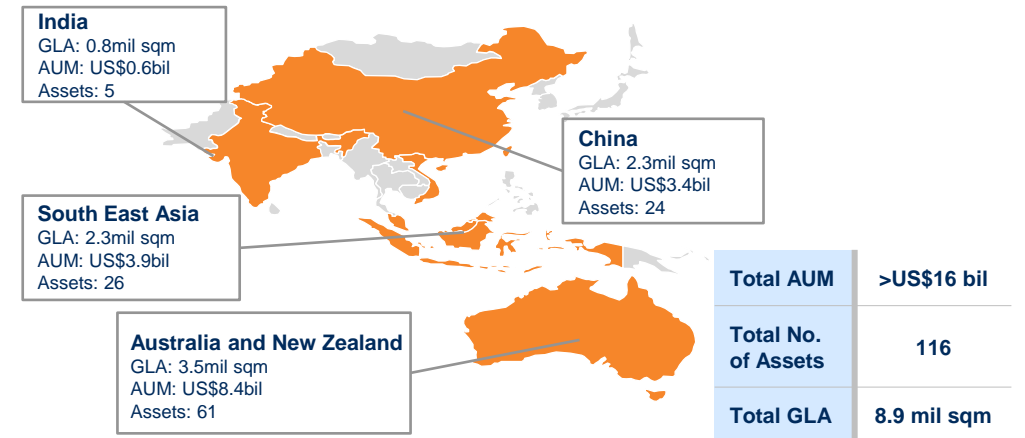 India
GLA: 0.8mil sqm
AUM: US$0.6bil
Assets: 5
China
GLA: 2.3mil sqm
AUM: US$3.4bil
Assets: 24
South East Asia
GLA: 2.3mil sqm
AUM: US$3.9bil
Assets: 26
Australia and New Zealand
GLA: 3.5mil sqm
AUM: US$8.4bil
Assets: 61
Total AUM >US$16 bil
Total No.
of Assets 116
Total GLA 8.9 mil sqm